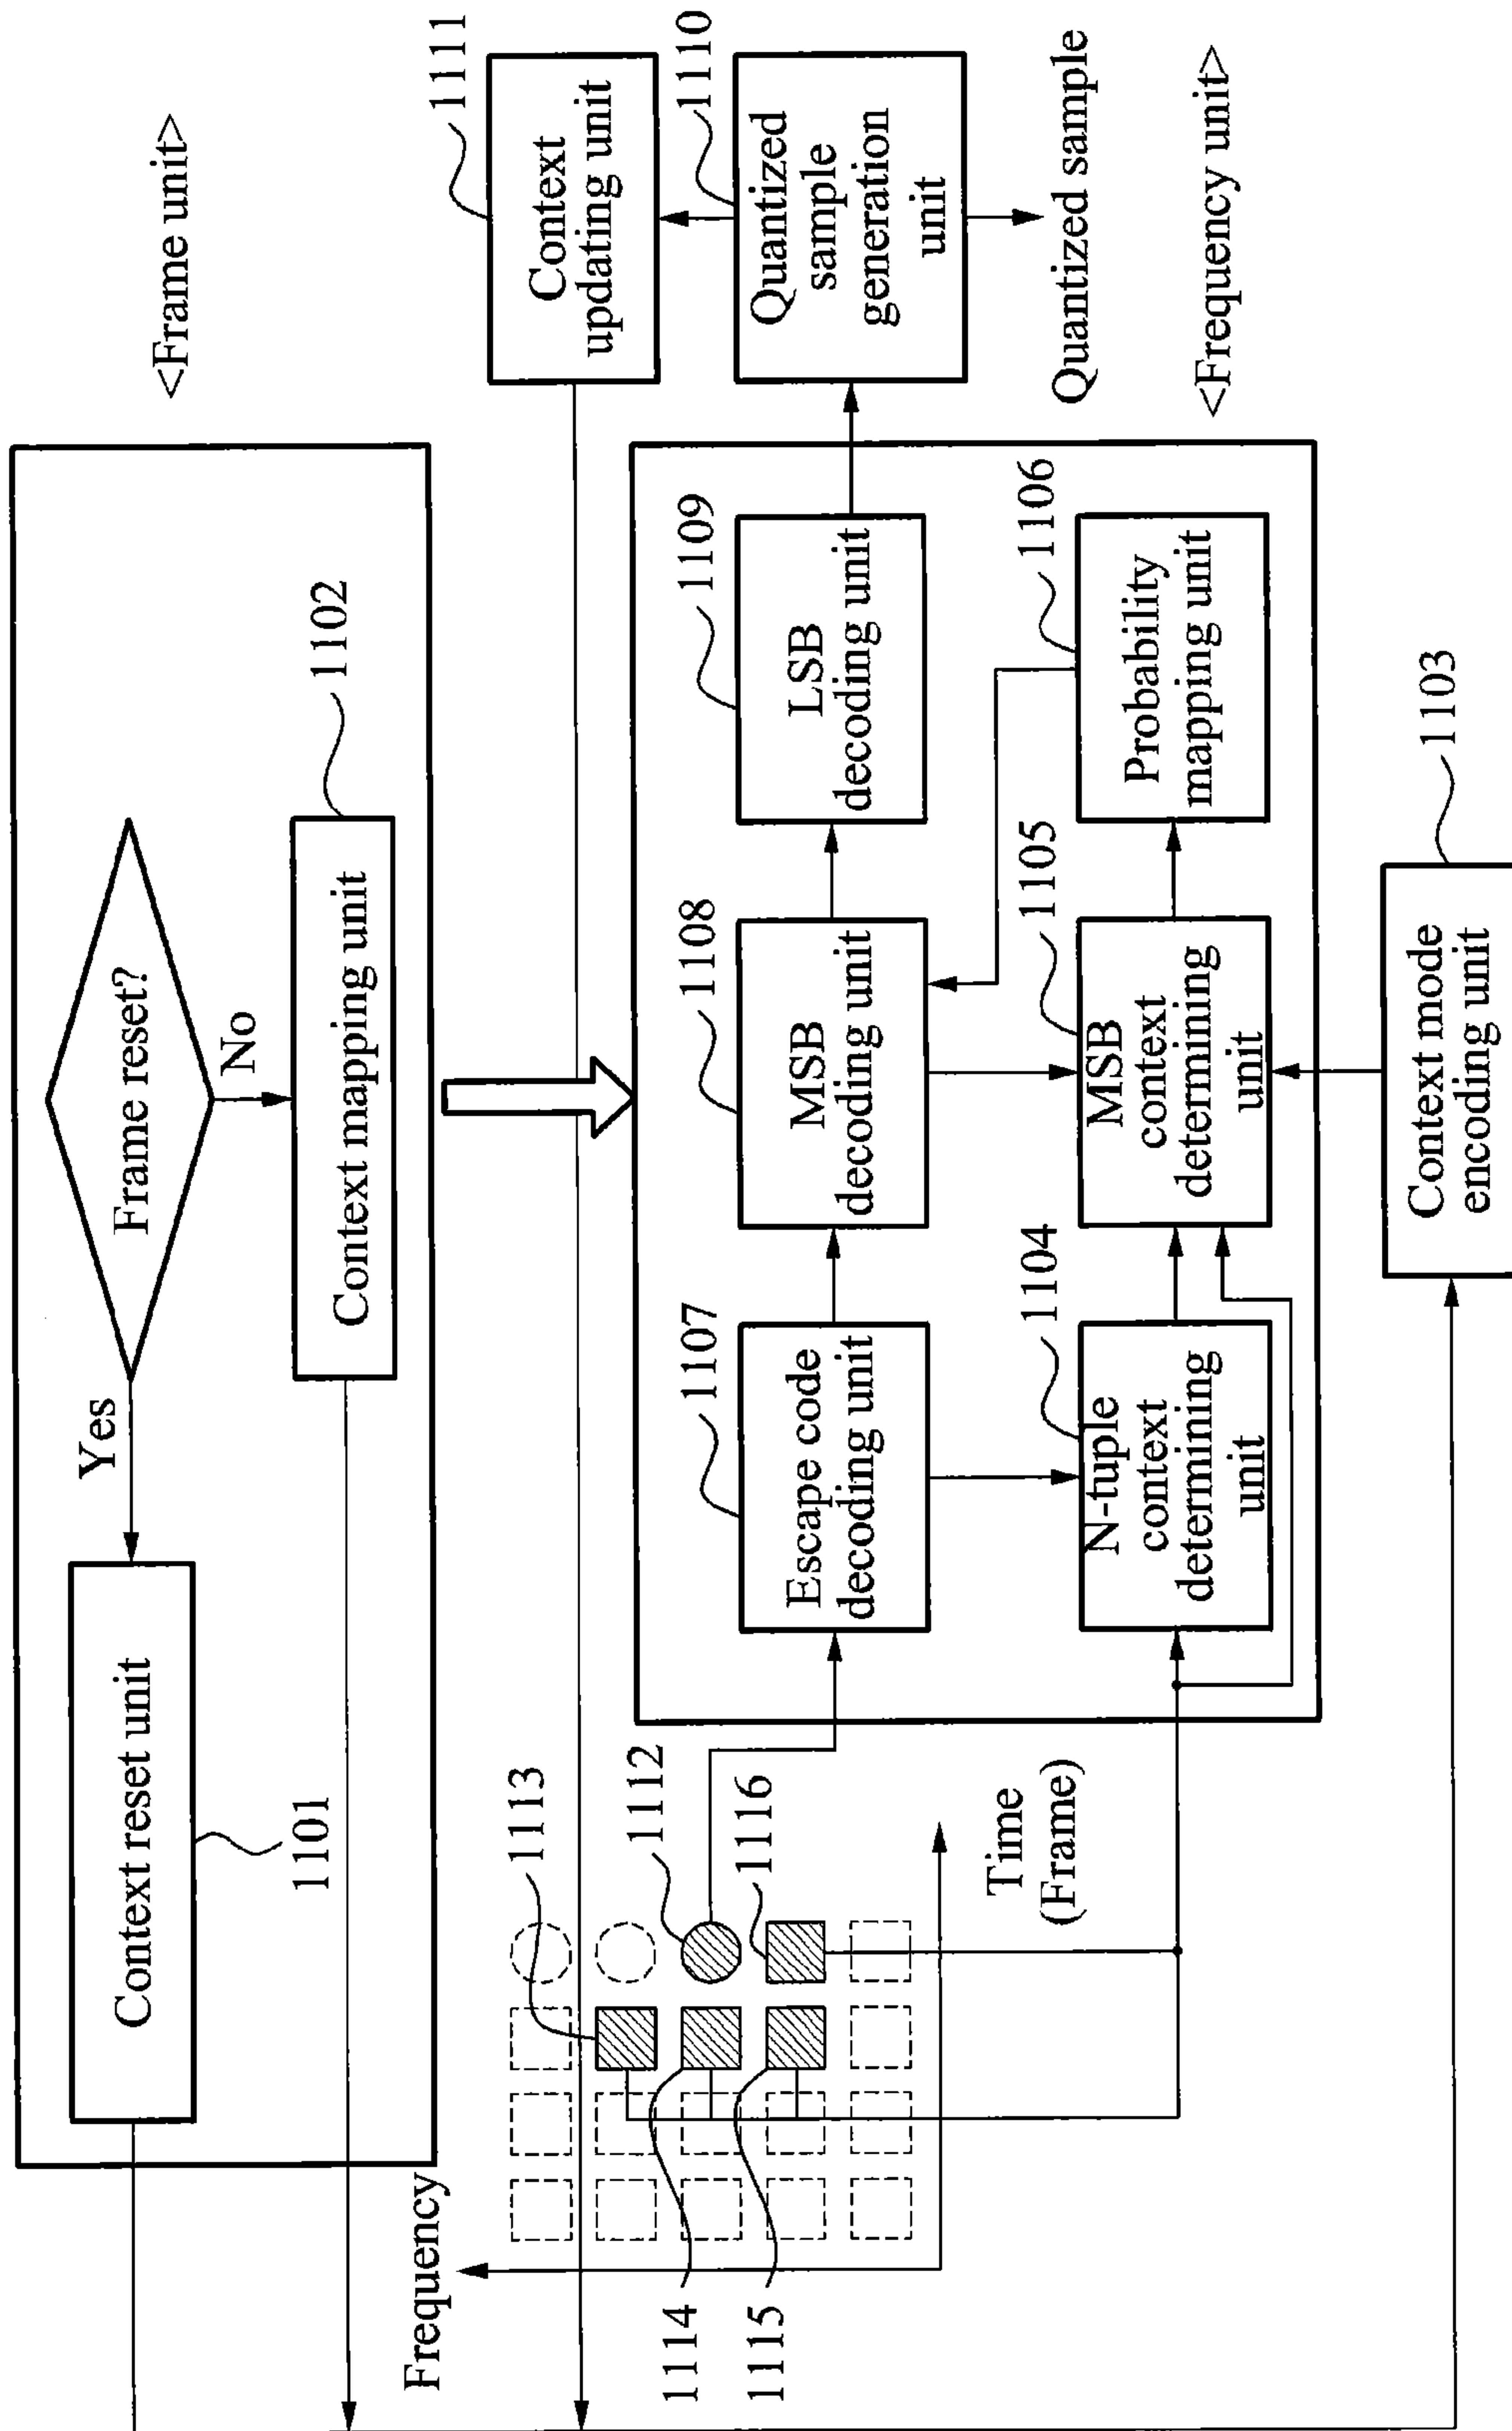 <Frame unit>
Frame reset?
Yes
No
Context reset unit
1101
Context mapping unit
1102
Context
updating unit
1111
Quantized
sample
generation
unit
1110
Quantized sample
<Frequency unit>
Frequency
Time
(Frame)
1113
1112
1116
1114
1115
Escape code
decoding unit
1107
MSB
decoding unit
1108
LSB
decoding unit
1109
N-tuple
context
determining
unit
1104
MSB
context
determining
unit
1105
Probability
mapping unit
1106
Context mode
encoding unit
1103